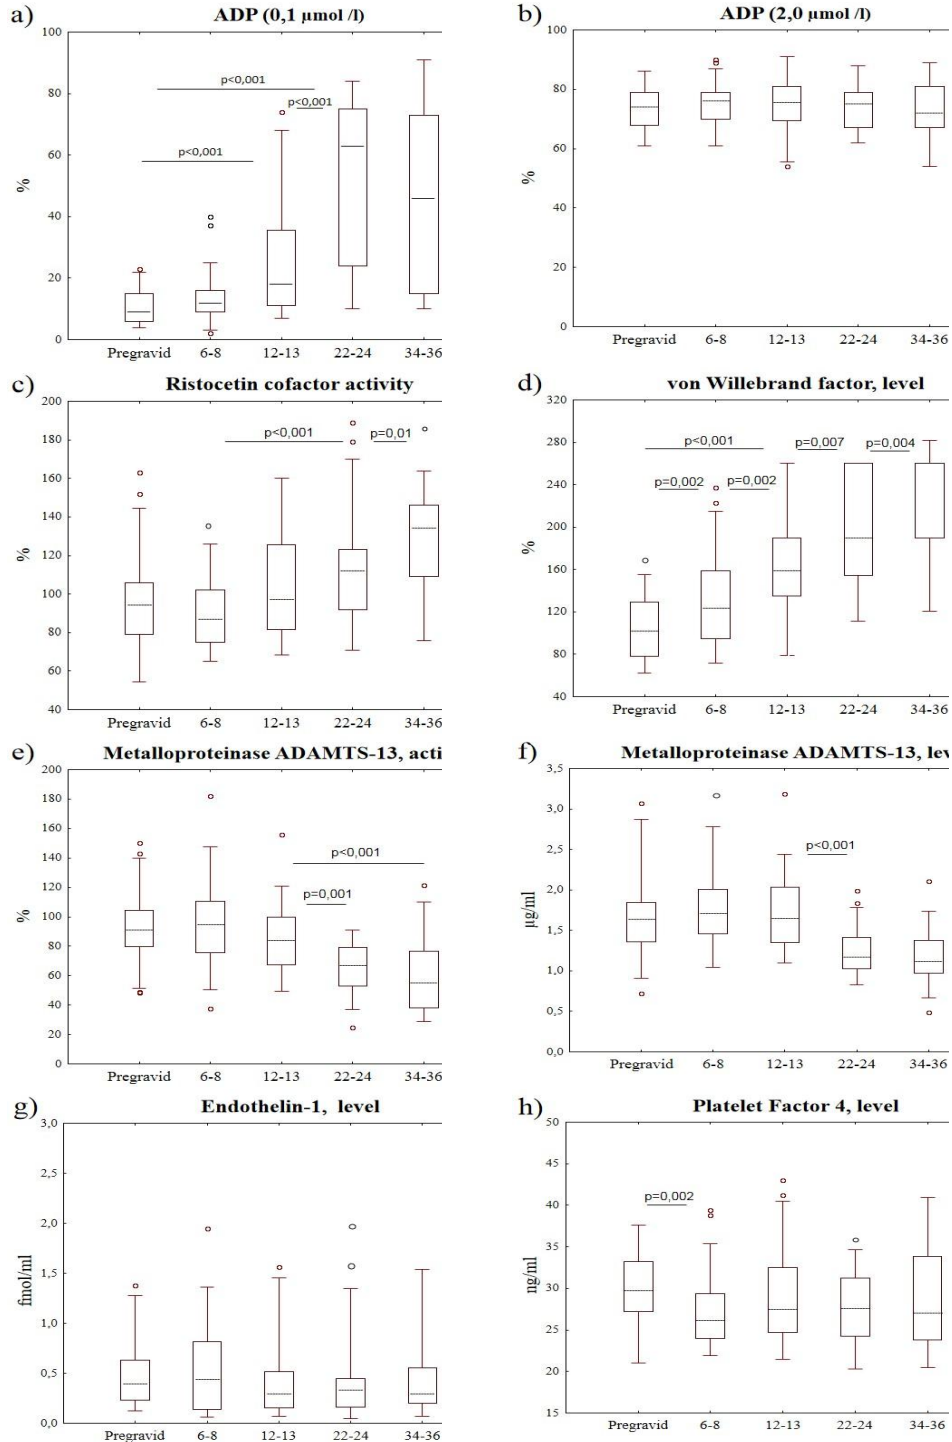 a) ADP (0,1 µmol /l)
100
80
60
40
20
0
%
p<0,001
p<0,001
p<0,001
Pregravid 6-8 12-13 22-24 34-36
b) ADP (2,0 µmol /l)
100
80
60
40
20
0
%
Pregravid 6-8 12-13 22-24 34-36
c) Ristocetin cofactor activity
200
180
160
140
120
100
80
60
40
%
p<0,001 p=0,01
Pregravid 6-8 12-13 22-24 34-36
d) von Willebrand factor, level
320
280
240
200
160
120
80
40
%
p<0,001 p=0,007 p=0,004
p=0,002 p=0,002
Pregravid 6-8 12-13 22-24 34-36
e) Metalloproteinase ADAMTS-13, acti
200
180
160
140
120
100
80
60
40
20
0
%
p<0,001
p=0,001
Pregravid 6-8 12-13 22-24 34-36
f) Metalloproteinase ADAMTS-13, lev
3,5
3,0
2,5
2,0
1,5
1,0
0,5
0,0
µg/ml
p<0,001
Pregravid 6-8 12-13 22-24 34-36
g) Endothelin-1, level
3,0
2,5
2,0
1,5
1,0
0,5
0,0
fmol/ml
Pregravid 6-8 12-13 22-24 34-36
h) Platelet Factor 4, level
50
45
40
35
30
25
20
15
ng/ml
p=0,002
Pregravid 6-8 12-13 22-24 34-36